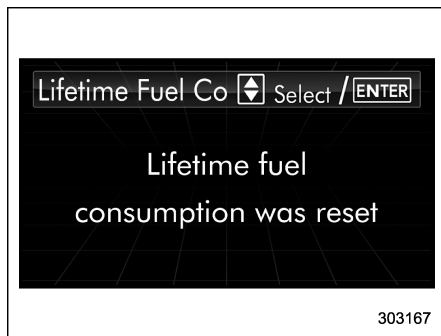 Lifetime Fuel Co Select / ENTER
Lifetime fuel
consumption was reset
303167